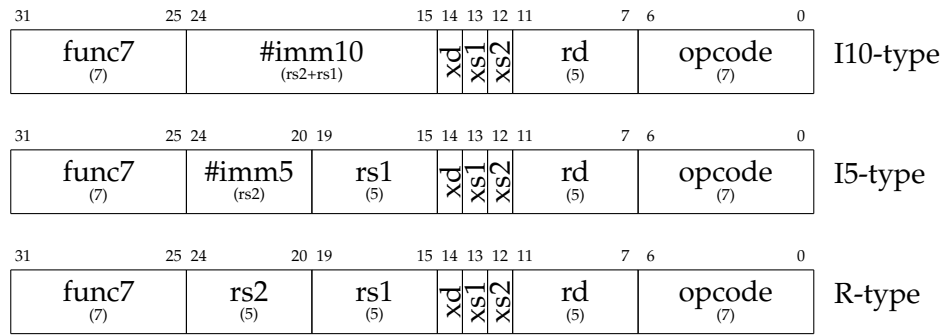 31 25 24 15 14 13 12 11 7 6 0
func7 #imm10 xd xs1 xs2 rd opcode I10-type
(7) (rs2+rs1) (5) (7)
31 25 24 20 19 15 14 13 12 11 7 6 0
func7 #imm5 rs1 xd xs1 xs2 rd opcode I5-type
(7) (rs2) (5) (5) (7)
31 25 24 20 19 15 14 13 12 11 7 6 0
func7 rs2 rs1 xd xs1 xs2 rd opcode R-type
(7) (5) (5) (5) (7)